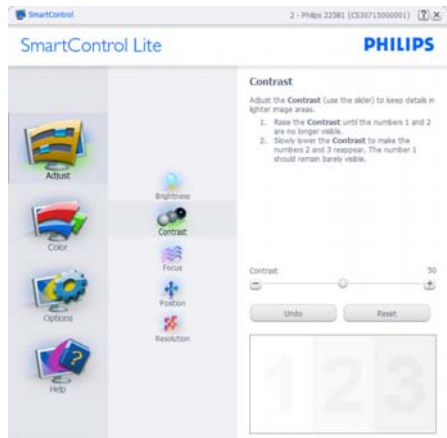 SmartControl
2 - Philips 225B1 (CS30715000001)
SmartControl Lite
PHILIPS
Adjust
Color
Options
Help
Brightness
Contrast
Focus
Position
Resolution
Contrast
Adjust the Contrast (use the slider) to keep details in
lighter image areas.
1. Raise the Contrast until the numbers 1 and 2
are no longer visible.
2. Slowly lower the Contrast to make the
numbers 2 and 3 reappear. The number 1
should remain barely visible.
Contrast 50
Undo Reset
1 2 3